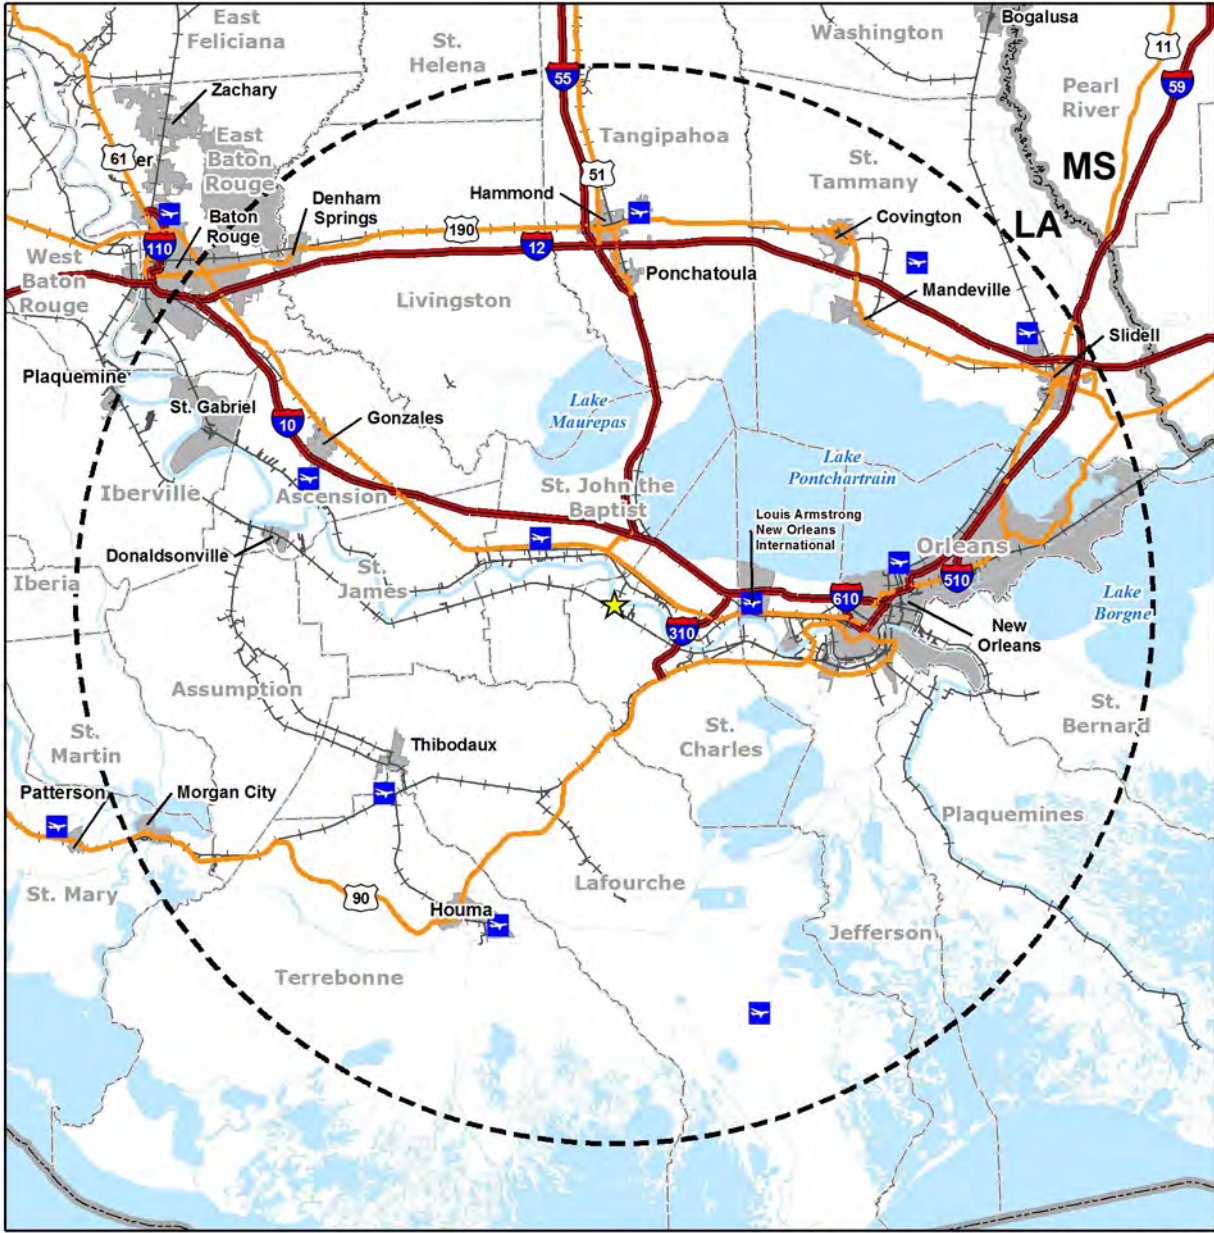 East
Feliciana
St.
Helena
Washington
Bogalusa
11
55
59
Pearl
River
Zachary
East
Baton
Rouge
Tangipahoa
MS
61
er
51
St.
Tammany
Hammond
Denham
Springs
Baton
Rouge
Covington
LA
190
110
12
West
Baton
Rouge
Ponchatoula
Livingston
Mandeville
Slidell
Plaquemine
St. Gabriel
Gonzales
10
Lake
Maurepas
Lake
Pontchartrain
Iberville
Ascension
St. John the
Baptist
Louis Armstrong
New Orleans
International
Donaldsonville
Orleans
St.
James
Iberia
510
610
Lake
Borgne
310
New
Orleans
Assumption
St.
Martin
St.
Charles
St.
Bernard
Thibodaux
Patterson
Morgan City
Plaquemines
St. Mary
90
Lafourche
Houma
Jefferson
Terrebonne